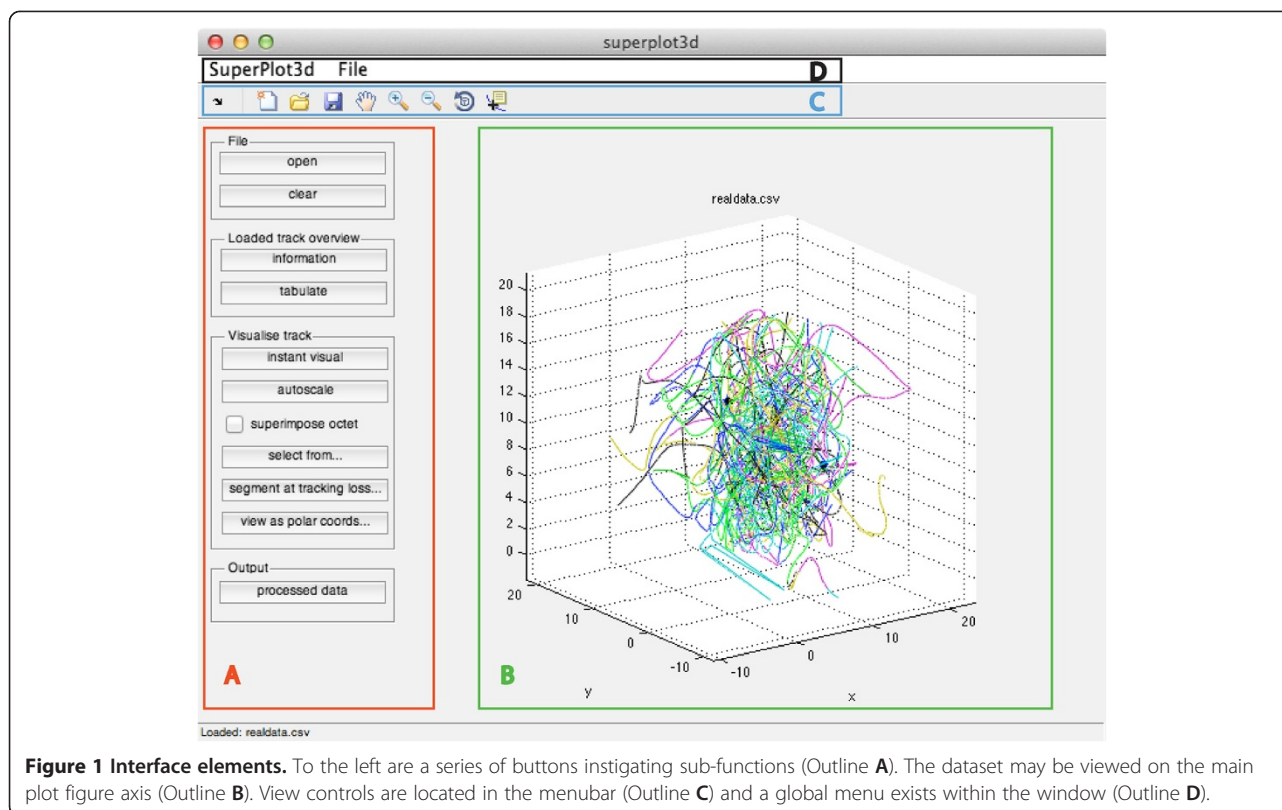 superplot3d
SuperPlot3d File D
C
File
open
clear
Loaded track overview
information
tabulate
Visualise track
instant visual
autoscale
superimpose octet
select from...
segment at tracking loss...
view as polar coords...
Output
processed data
A
realdata.csv
20
18
16
14
12
10
8
6
4
2
0
20
10
0
-10
-10
0
10
20
y
x
B
Loaded: realdata.csv
Figure 1 Interface elements. To the left are a series of buttons instigating sub-functions (Outline A). The dataset may be viewed on the main
plot figure axis (Outline B). View controls are located in the menubar (Outline C) and a global menu exists within the window (Outline D).